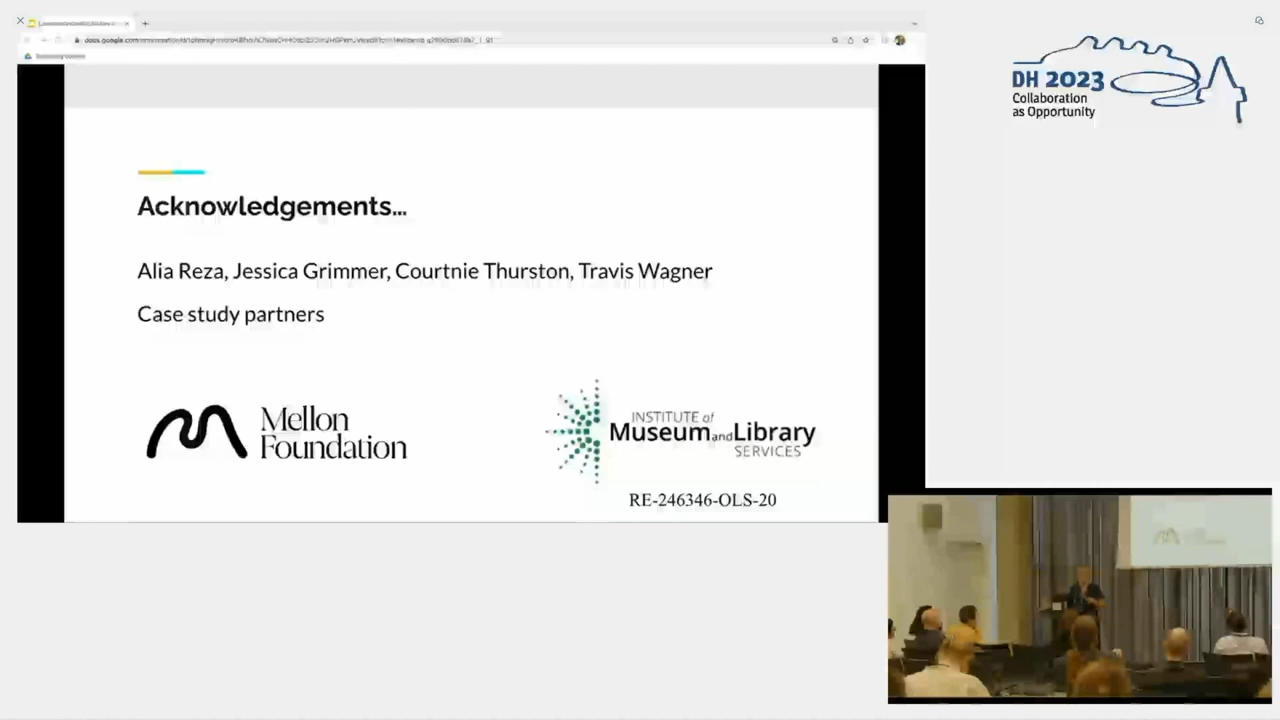 Acknowledgements...
Alia Reza, Jessica Grimmer, Courtnie Thurston, Travis Wagner
Case study partners
Mellon
Foundation
INSTITUTE of
Museum and Library
SERVICES
RE-246346-OLS-20
DH 2023
Collaboration
as Opportunity